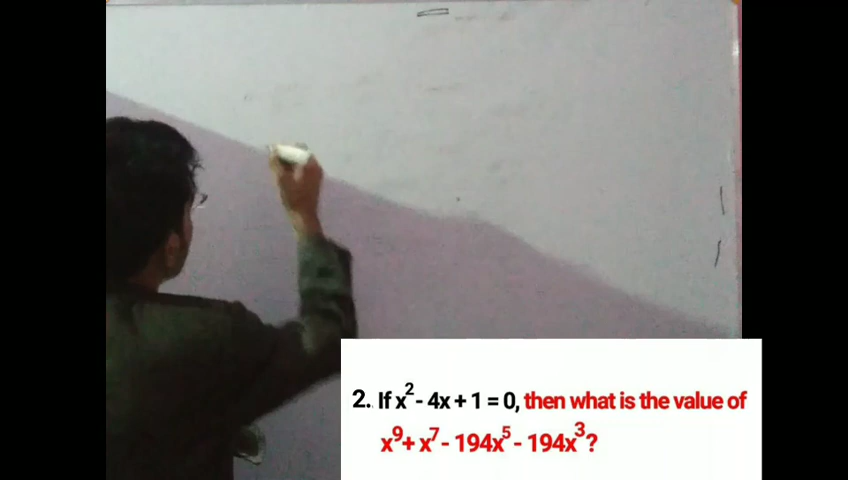 2. If x² - 4x + 1 = 0, then what is the value of
x⁹ + x⁷ - 194x⁵ - 194x³ ?